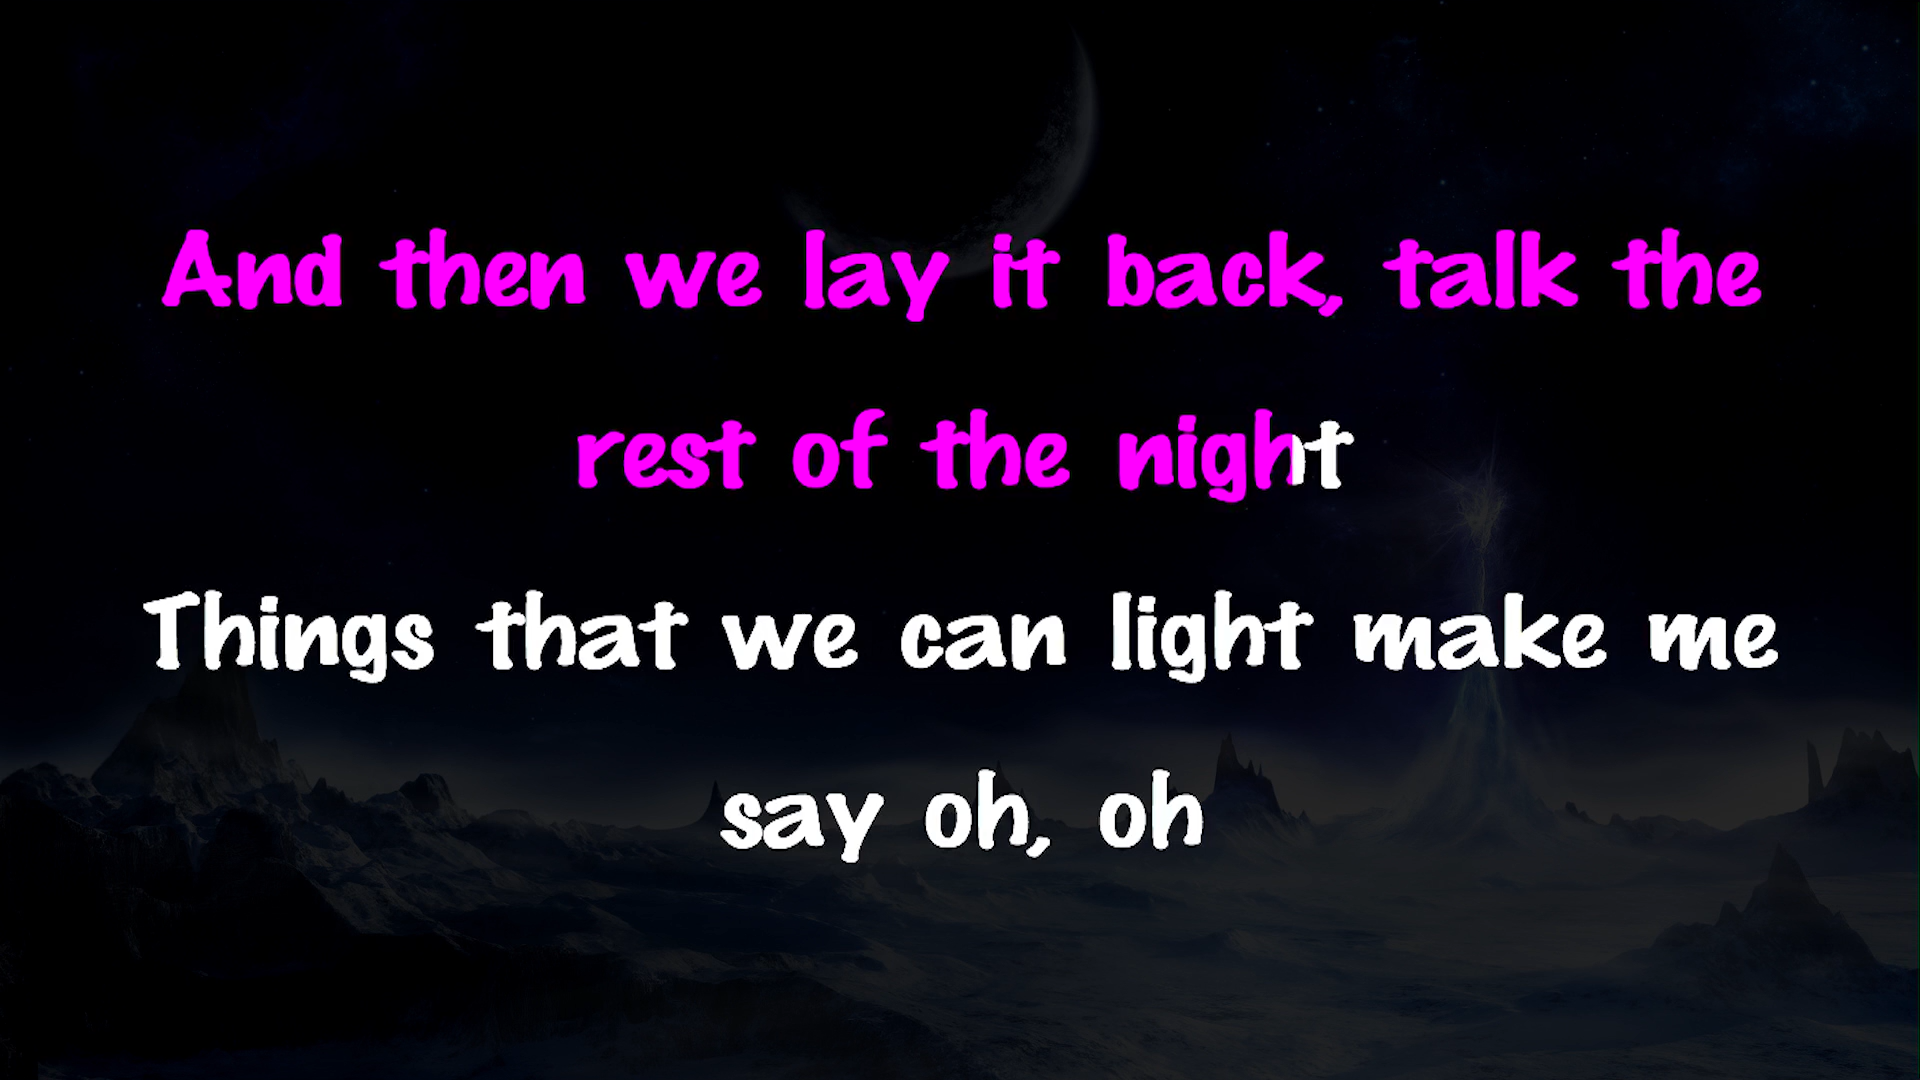 And then we lay it back, talk the
rest of the night
Things that we can light make me
say oh, oh